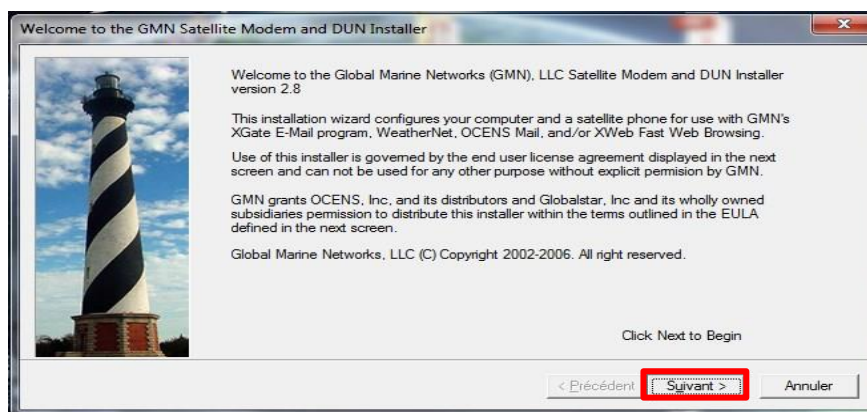 Welcome to the GMN Satellite Modem and DUN Installer
Welcome to the Global Marine Networks (GMN), LLC Satellite Modem and DUN Installer
version 2.8
This installation wizard configures your computer and a satellite phone for use with GMN's
XGate E-Mail program, WeatherNet, OCENS Mail, and/or XWeb Fast Web Browsing.
Use of this installer is governed by the end user license agreement displayed in the next
screen and can not be used for any other purpose without explicit permision by GMN.
GMN grants OCENS, Inc, and its distributors and Globalstar, Inc and its wholly owned
subsidiaries permission to distribute this installer within the terms outlined in the EULA
defined in the next screen.
Global Marine Networks, LLC (C) Copyright 2002-2006. All right reserved.
Click Next to Begin
< Précédent Suivant > Annuler